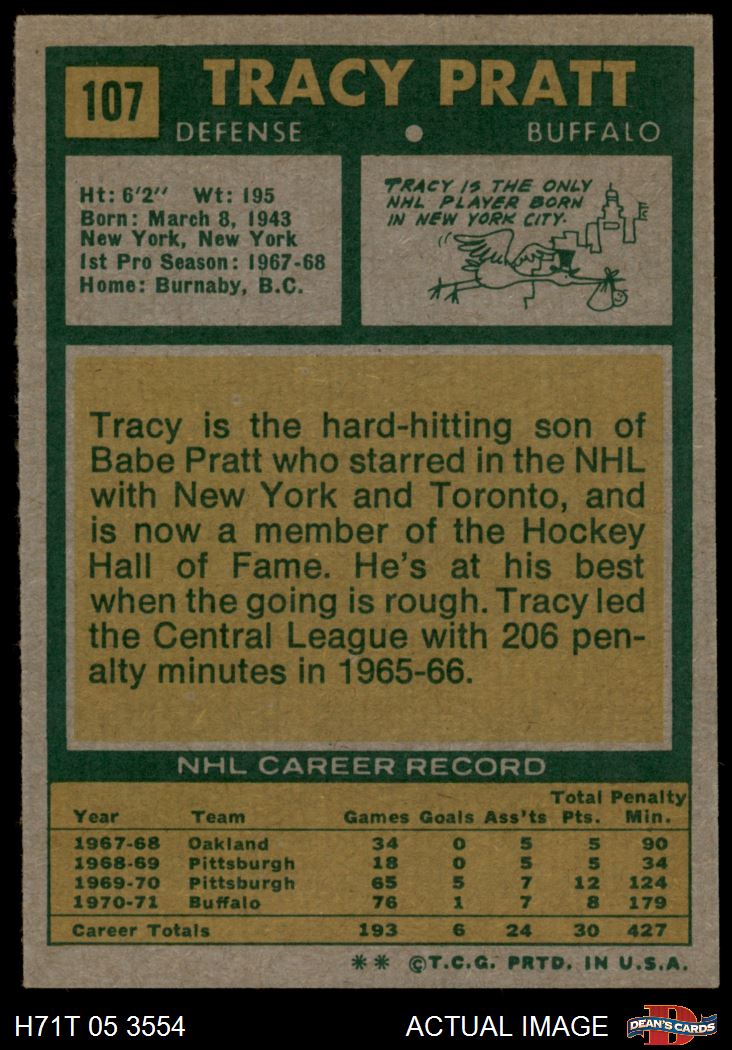 107
TRACY PRATT
DEFENSE • BUFFALO
Ht: 6'2" Wt: 195
Born: March 8, 1943
New York, New York
1st Pro Season: 1967-68
Home: Burnaby, B.C.
TRACY IS THE ONLY
NHL PLAYER BORN
IN NEW YORK CITY.
Tracy is the hard-hitting son of
Babe Pratt who starred in the NHL
with New York and Toronto, and
is now a member of the Hockey
Hall of Fame. He's at his best
when the going is rough. Tracy led
the Central League with 206 pen-
alty minutes in 1965-66.
NHL CAREER RECORD
Total Penalty
Year Team Games Goals Ass'ts Pts. Min.
1967-68 Oakland 34 0 5 5 90
1968-69 Pittsburgh 18 0 5 5 34
1969-70 Pittsburgh 65 5 7 12 124
1970-71 Buffalo 76 1 7 8 179
Career Totals 193 6 24 30 427
** ©T.C.G. PRTD. IN U.S.A.
H71T 05 3554 ACTUAL IMAGE
D
DEAN'S CARDS